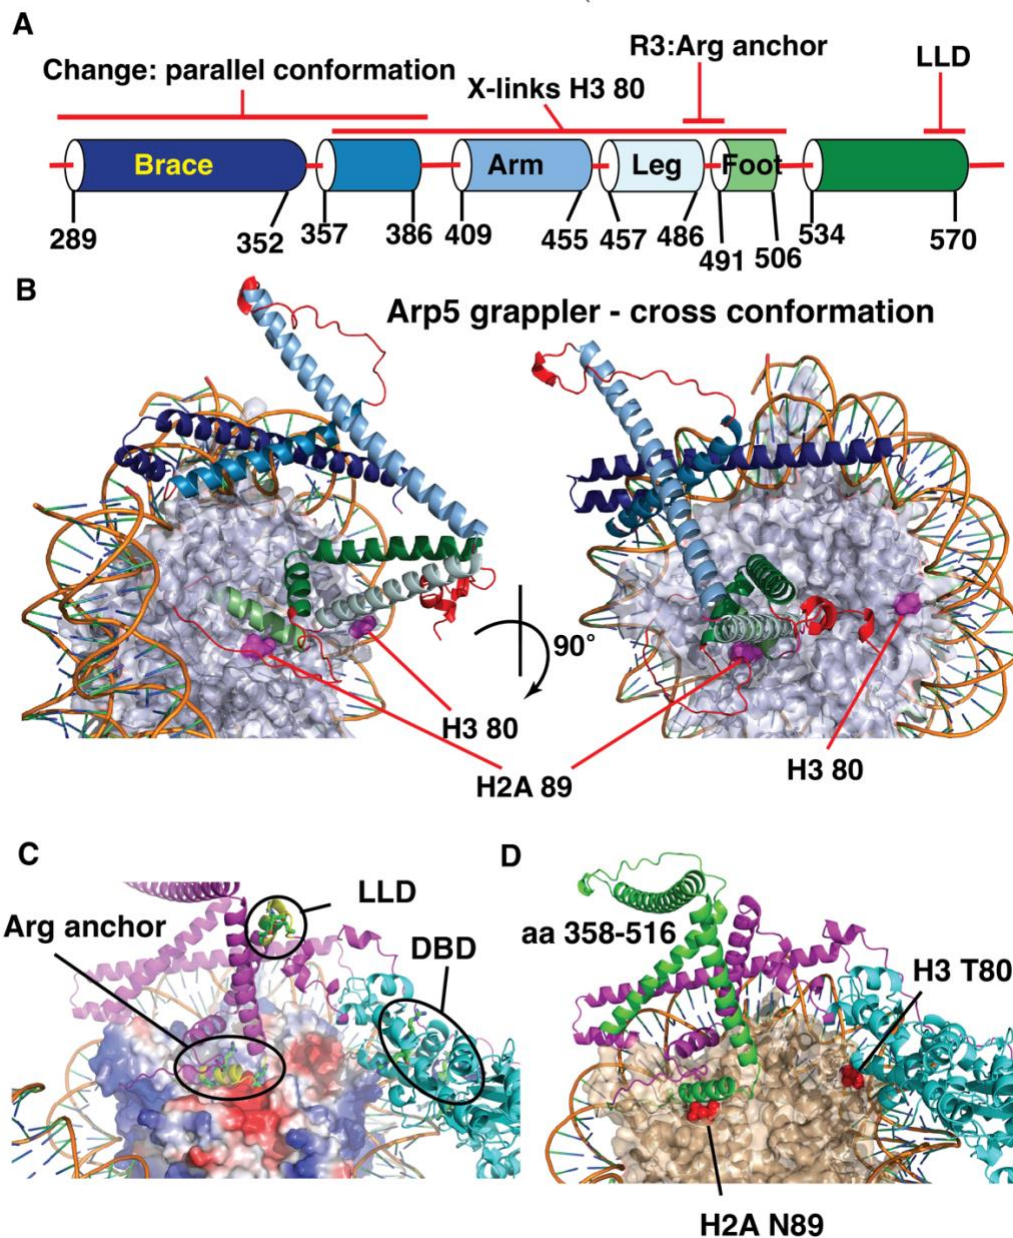 A
Change: parallel conformation
R3:Arg anchor
LLD
X-links H3 80
Brace
Arm
Leg
Foot
289
352
357
386
409
455
457
486
491
506
534
570
B
Arp5 grappler - cross conformation
90°
H3 80
H2A 89
H3 80
C
LLD
Arg anchor
DBD
D
aa 358-516
H3 T80
H2A N89